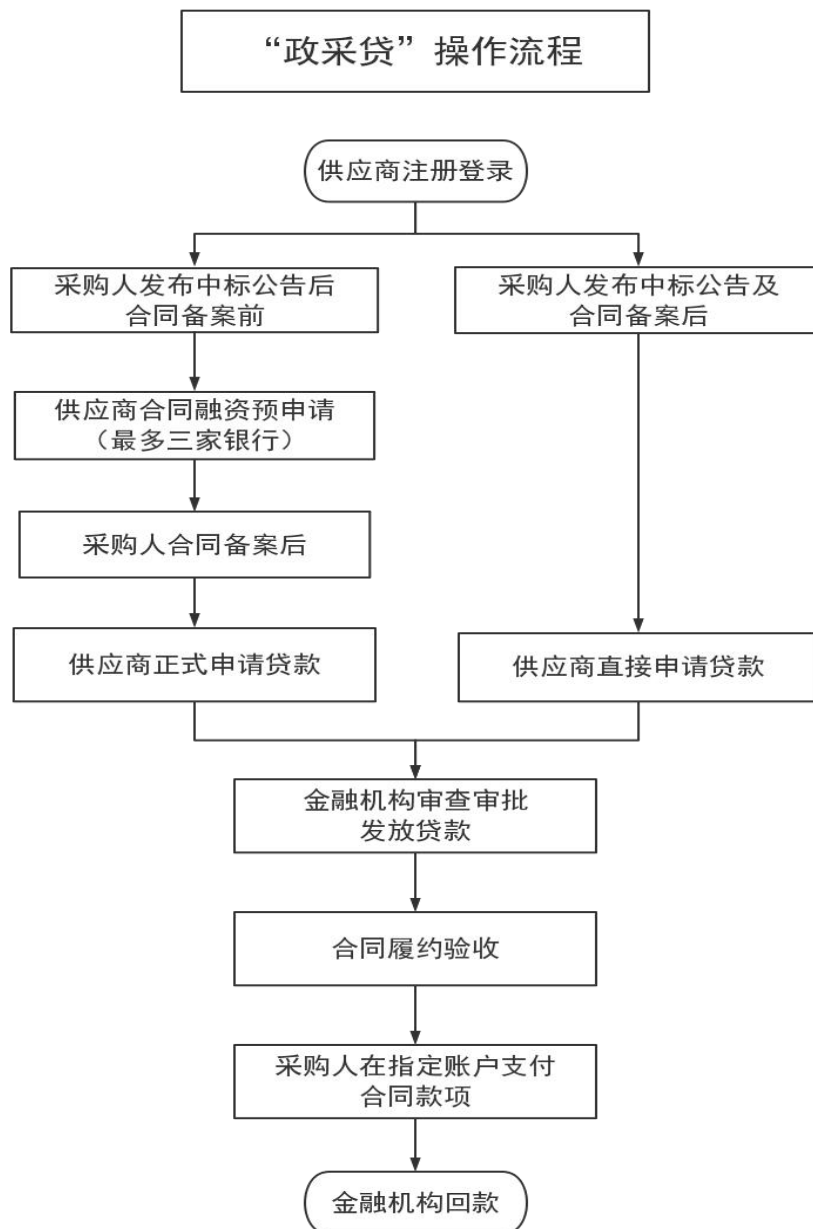 “政采贷”操作流程
供应商注册登录
采购人发布中标公告后
合同备案前
采购人发布中标公告及
合同备案后
供应商合同融资预申请
（最多三家银行）
采购人合同备案后
供应商正式申请贷款
供应商直接申请贷款
金融机构审查审批
发放贷款
合同履约验收
采购人在指定账户支付
合同款项
金融机构回款